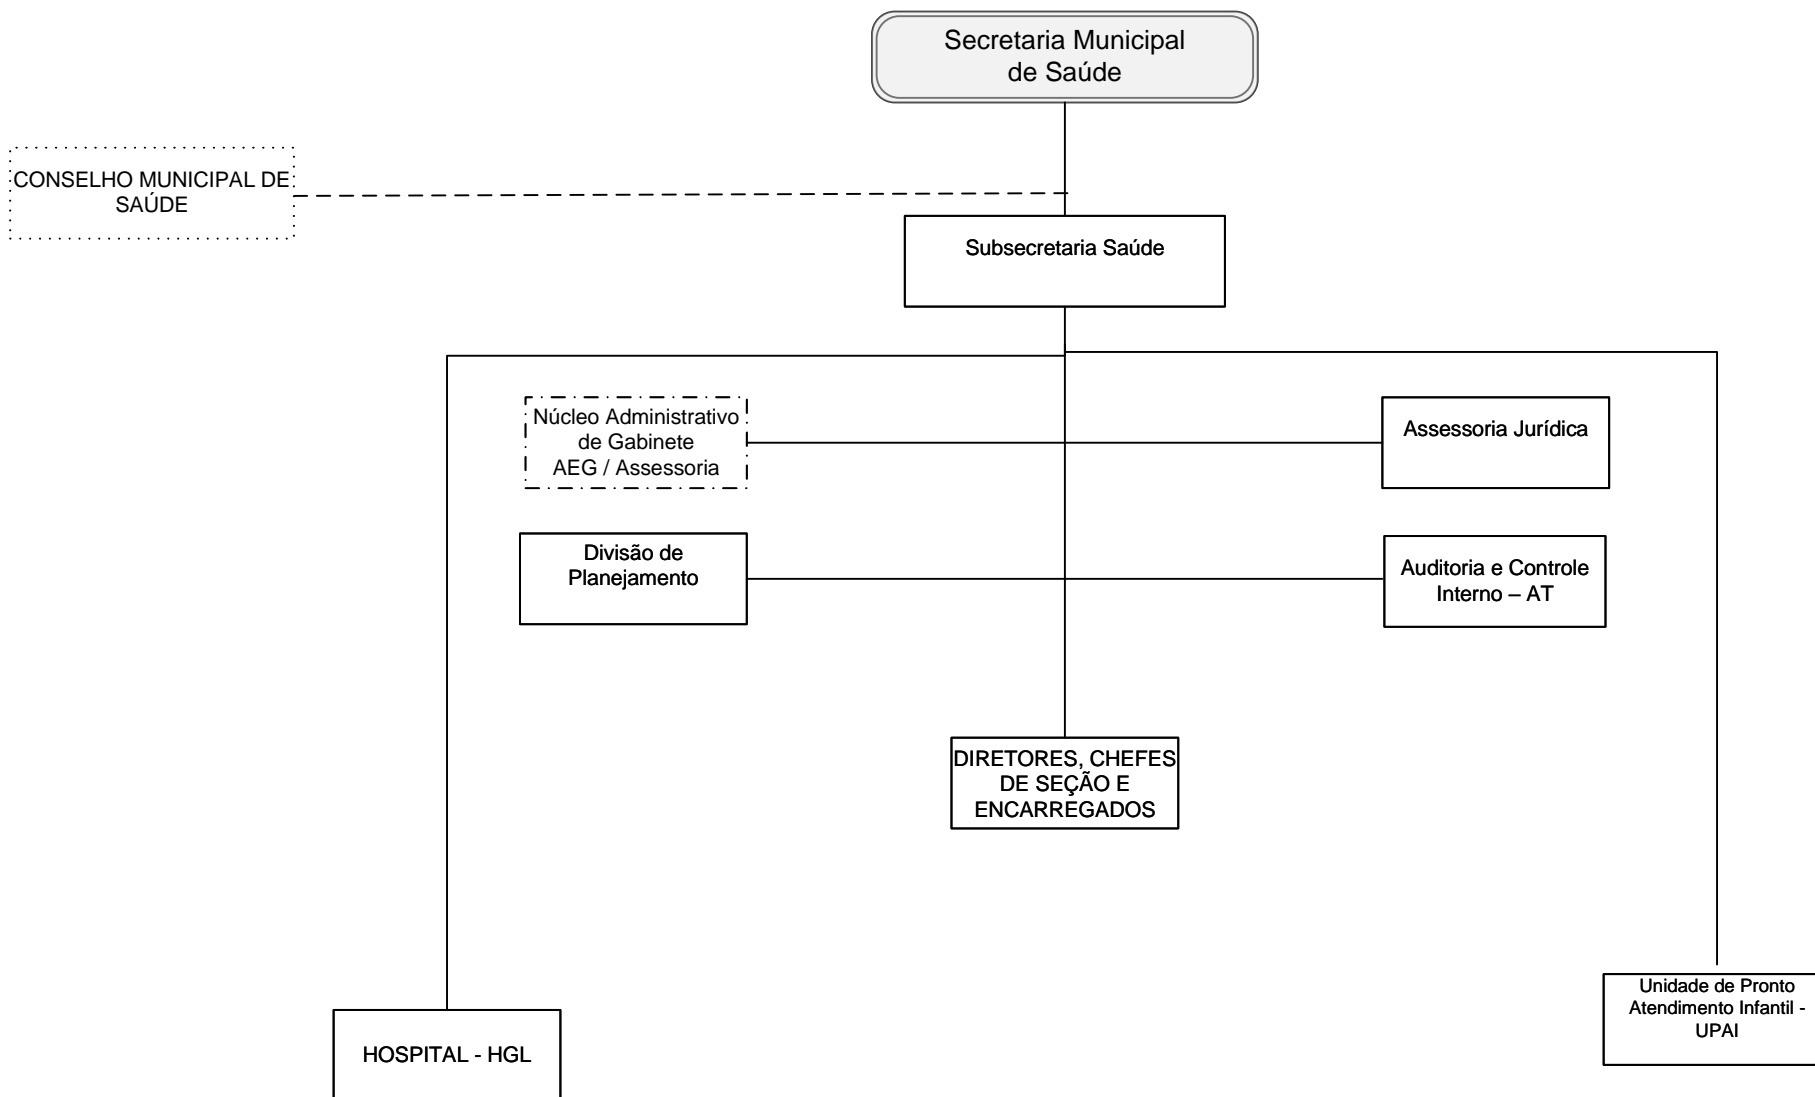 Secretaria Municipal
de Saúde
CONSELHO MUNICIPAL DE
SAÚDE
Subsecretaria Saúde
Núcleo Administrativo
de Gabinete
AEG / Assessoria
Assessoria Jurídica
Divisão de
Planejamento
Auditoria e Controle
Interno – AT
DIRETORES, CHEFES
DE SEÇÃO E
ENCARREGADOS
Unidade de Pronto
Atendimento Infantil -
UPAI
HOSPITAL - HGL